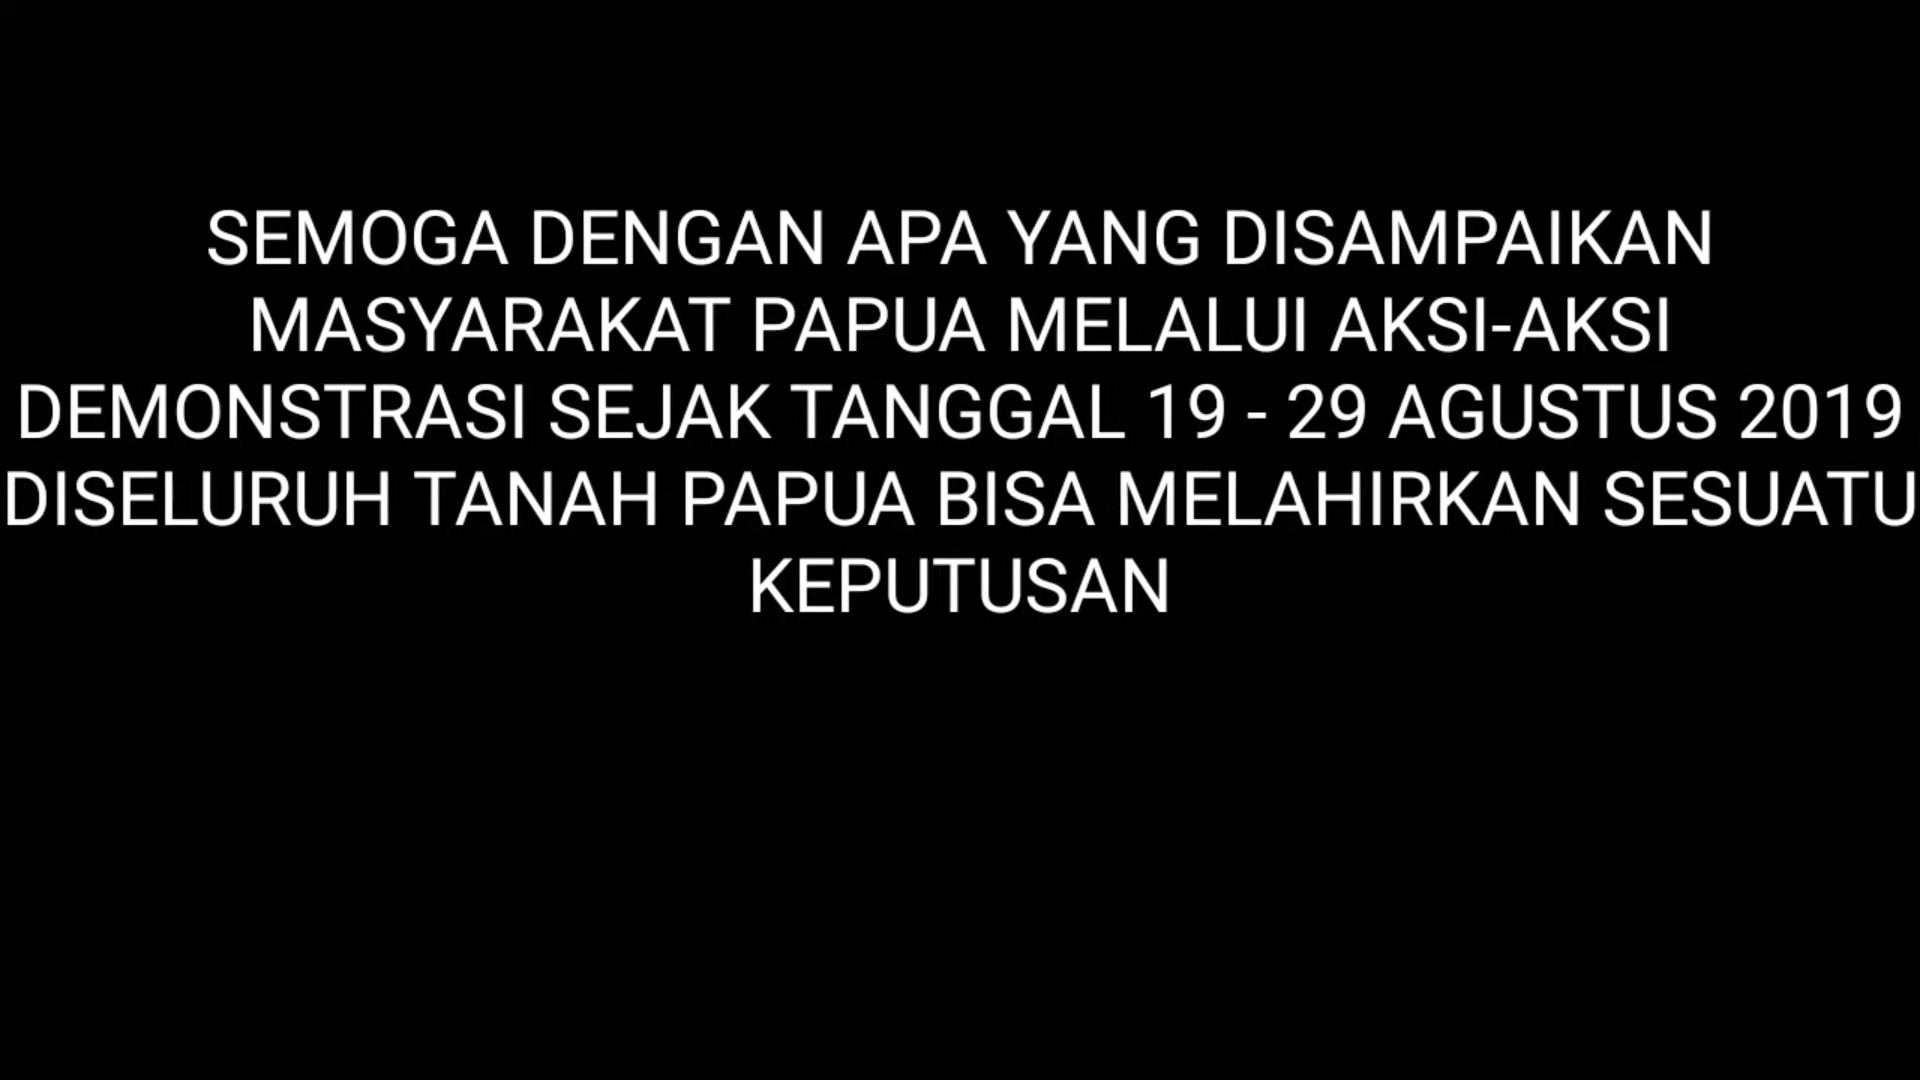 SEMOGA DENGAN APA YANG DISAMPAIKAN
MASYARAKAT PAPUA MELALUI AKSI-AKSI
DEMONSTRASI SEJAK TANGGAL 19 - 29 AGUSTUS 2019
DISELURUH TANAH PAPUA BISA MELAHIRKAN SESUATU
KEPUTUSAN